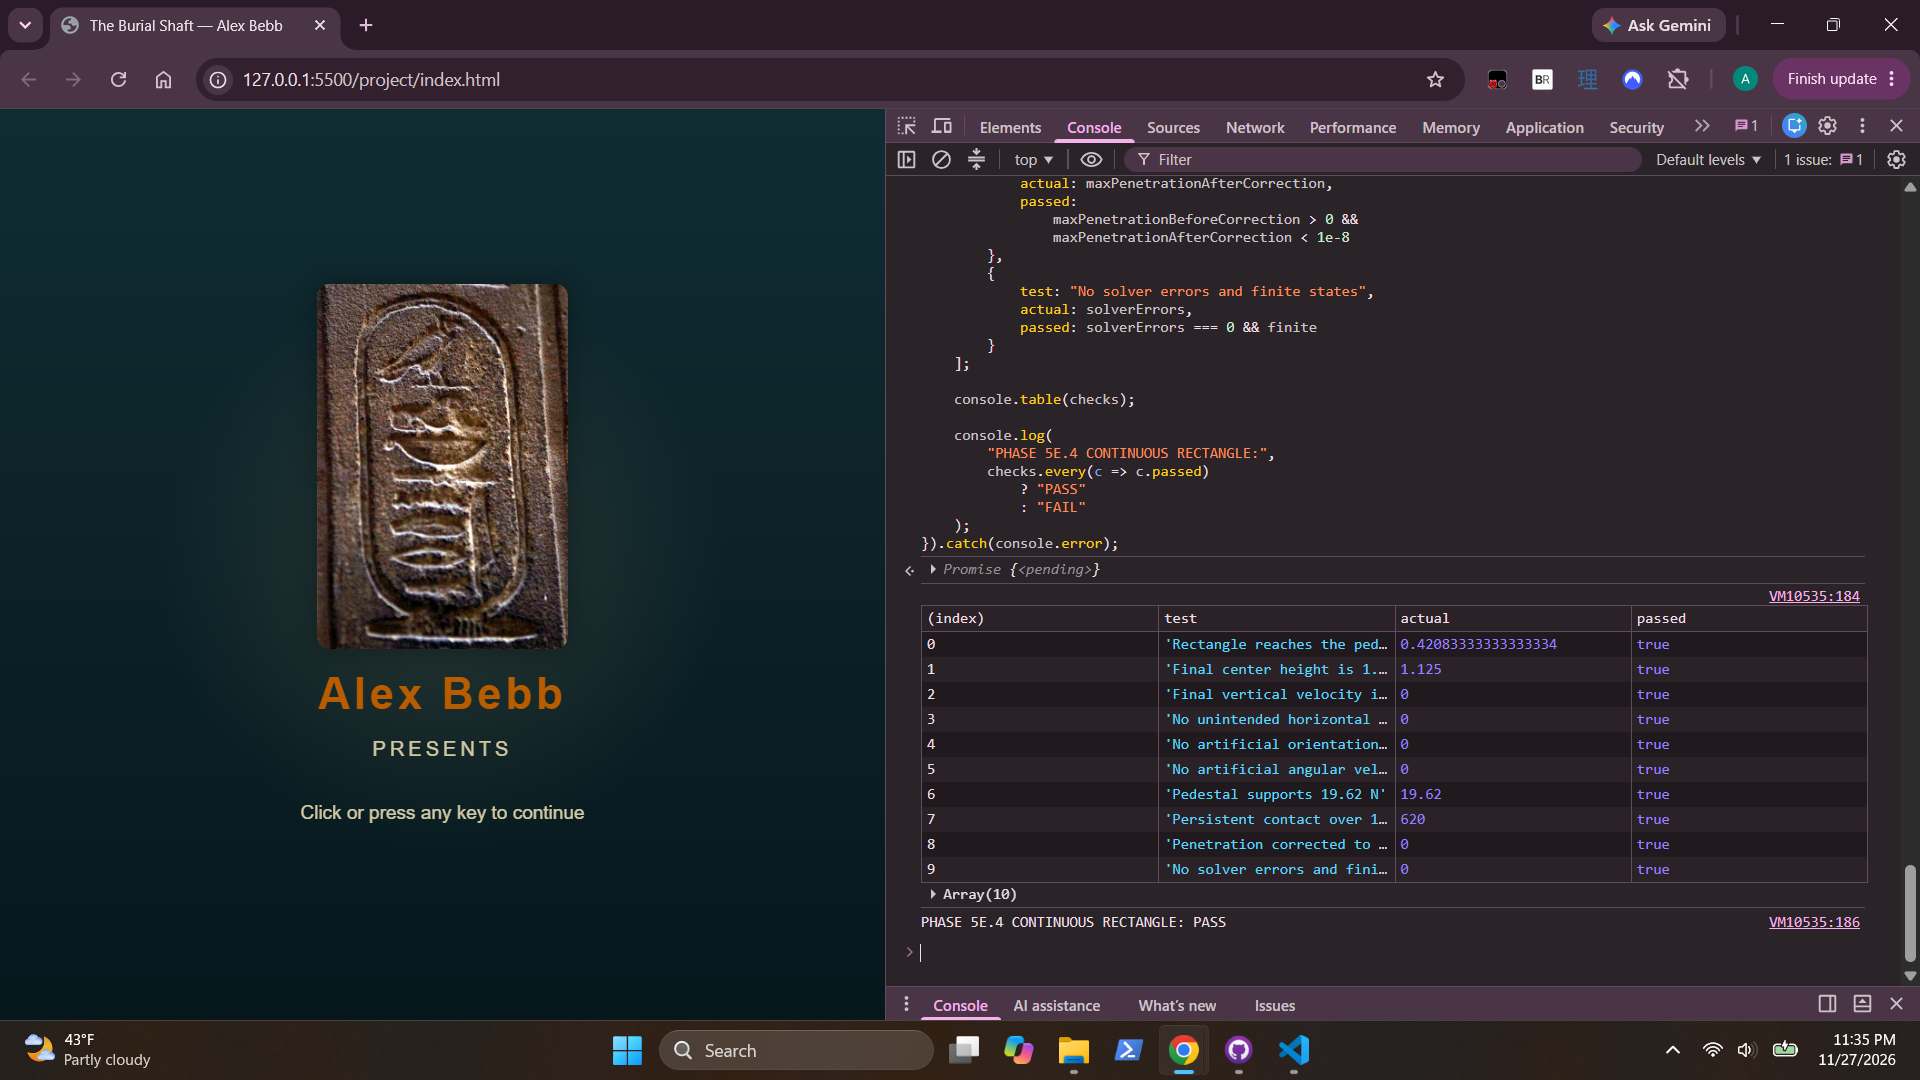 The Burial Shaft — Alex Bebb
Ask Gemini
127.0.0.1:5500/project/index.html
BR
理
A
Finish update
Elements Console Sources Network Performance Memory Application Security
1
top
Filter
Default levels
1 issue: 1
actual: maxPenetrationAfterCorrection,
passed:
maxPenetrationBeforeCorrection > 0 &&
maxPenetrationAfterCorrection < 1e-8
},
{
test: "No solver errors and finite states",
actual: solverErrors,
passed: solverErrors === 0 && finite
}
];
console.table(checks);
console.log(
"PHASE 5E.4 CONTINUOUS RECTANGLE:",
checks.every(c => c.passed)
? "PASS"
: "FAIL"
);
}).catch(console.error);
Promise {<pending>}
VM10535:184
(index) test actual passed
0 'Rectangle reaches the ped… 0.42083333333333334 true
1 'Final center height is 1.… 1.125 true
2 'Final vertical velocity i… 0 true
3 'No unintended horizontal … 0 true
4 'No artificial orientation… 0 true
5 'No artificial angular vel… 0 true
6 'Pedestal supports 19.62 N' 19.62 true
7 'Persistent contact over 1… 620 true
8 'Penetration corrected to … 0 true
9 'No solver errors and fini… 0 true
Array(10)
PHASE 5E.4 CONTINUOUS RECTANGLE: PASS VM10535:186
Console AI assistance What's new Issues
Alex Bebb
PRESENTS
Click or press any key to continue
43°F
Partly cloudy
Search
11:35 PM
11/27/2026